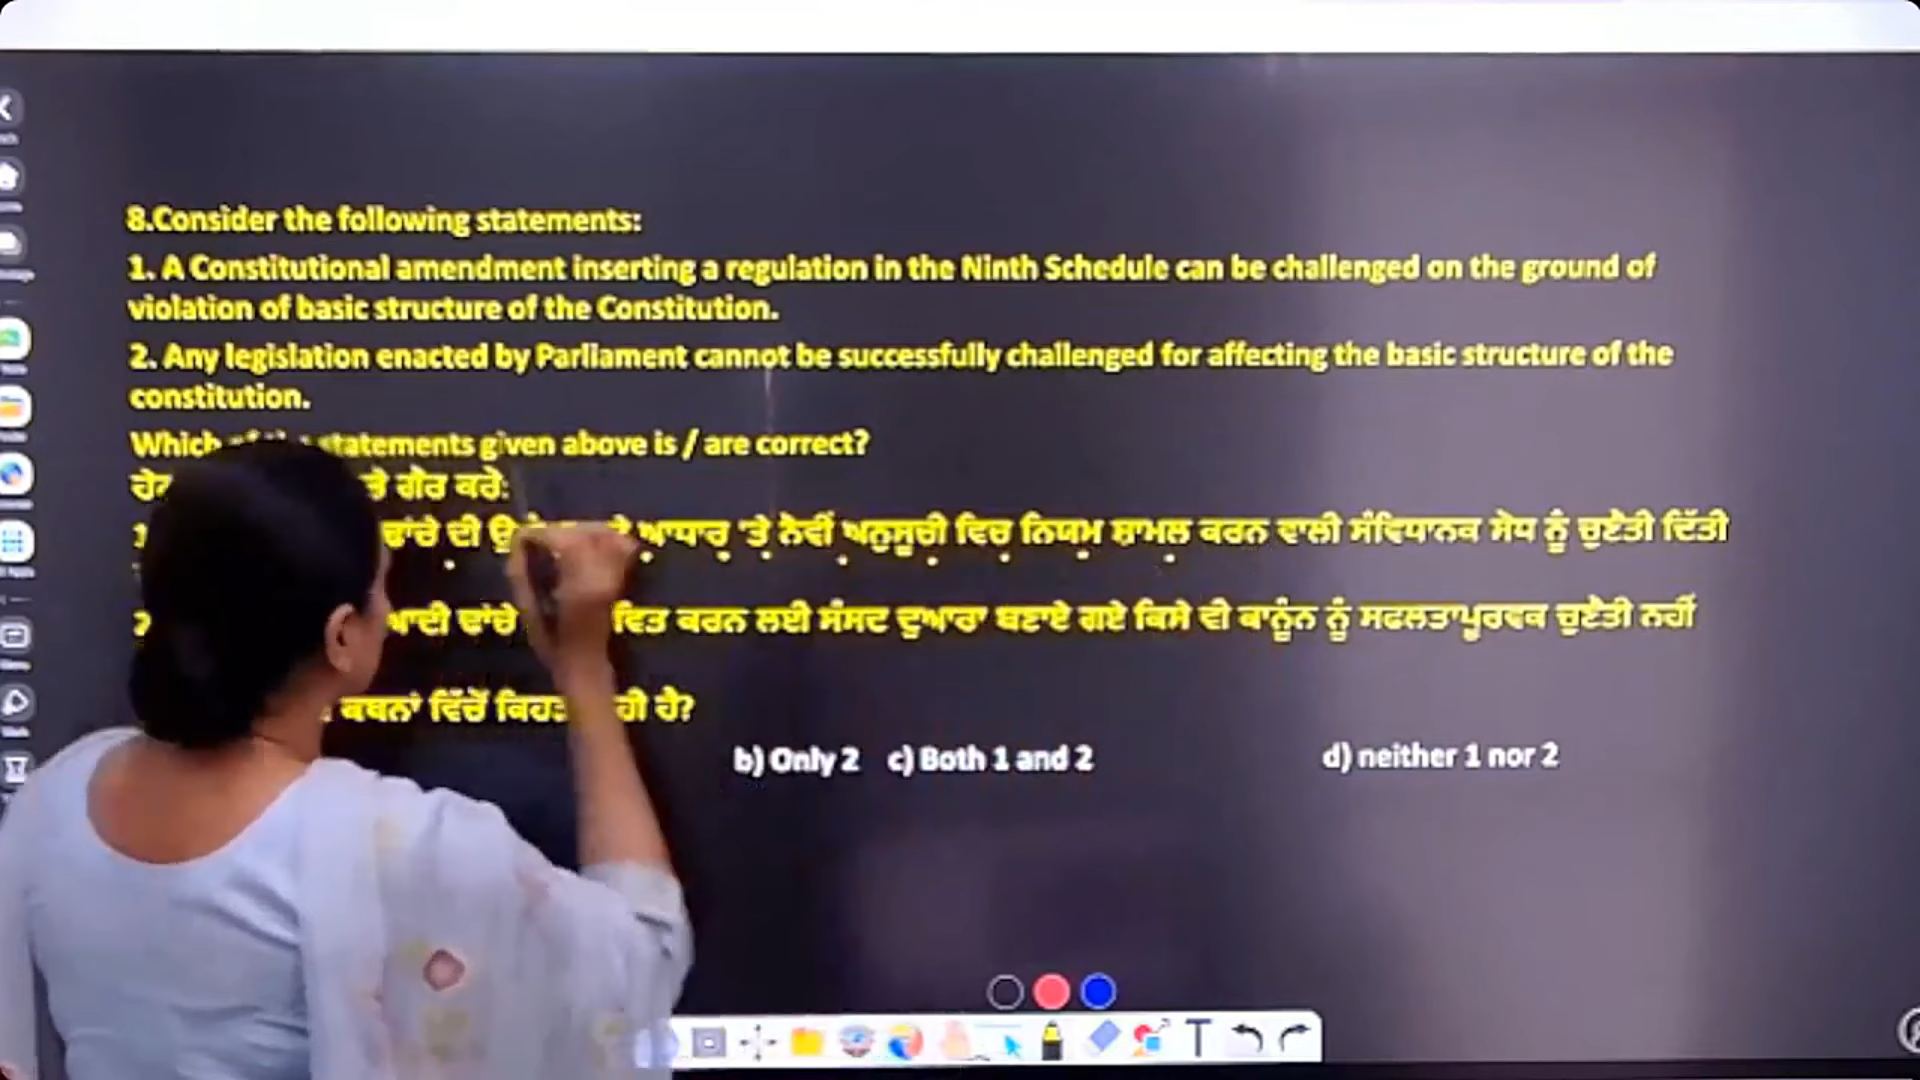 8.Consider the following statements:
1. A Constitutional amendment inserting a regulation in the Ninth Schedule can be challenged on the ground of
violation of basic structure of the Constitution.
2. Any legislation enacted by Parliament cannot be successfully challenged for affecting the basic structure of the
constitution.
Which statements given above is / are correct?
ਗੌਰ ਕਰੋ:
ਢਾਂਚੇ ਦੀ ਆਧਾਰ 'ਤੇ ਨੌਵੀਂ ਅਨੁਸੂਚੀ ਵਿਚ ਨਿਯਮ ਸ਼ਾਮਲ ਕਰਨ ਵਾਲੀ ਸੰਵਿਧਾਨਕ ਸੋਧ ਨੂੰ ਚੁਣੌਤੀ ਦਿੱਤੀ
ਢਾਂਚੇ ਕਰਨ ਲਈ ਸੰਸਦ ਦੁਆਰਾ ਬਣਾਏ ਗਏ ਕਿਸੇ ਵੀ ਕਾਨੂੰਨ ਨੂੰ ਸਫਲਤਾਪੂਰਵਕ ਚੁਣੌਤੀ ਨਹੀਂ
ਕਥਨਾਂ ਵਿੱਚੋਂ ਹੈ?
b) Only 2 c) Both 1 and 2 d) neither 1 nor 2